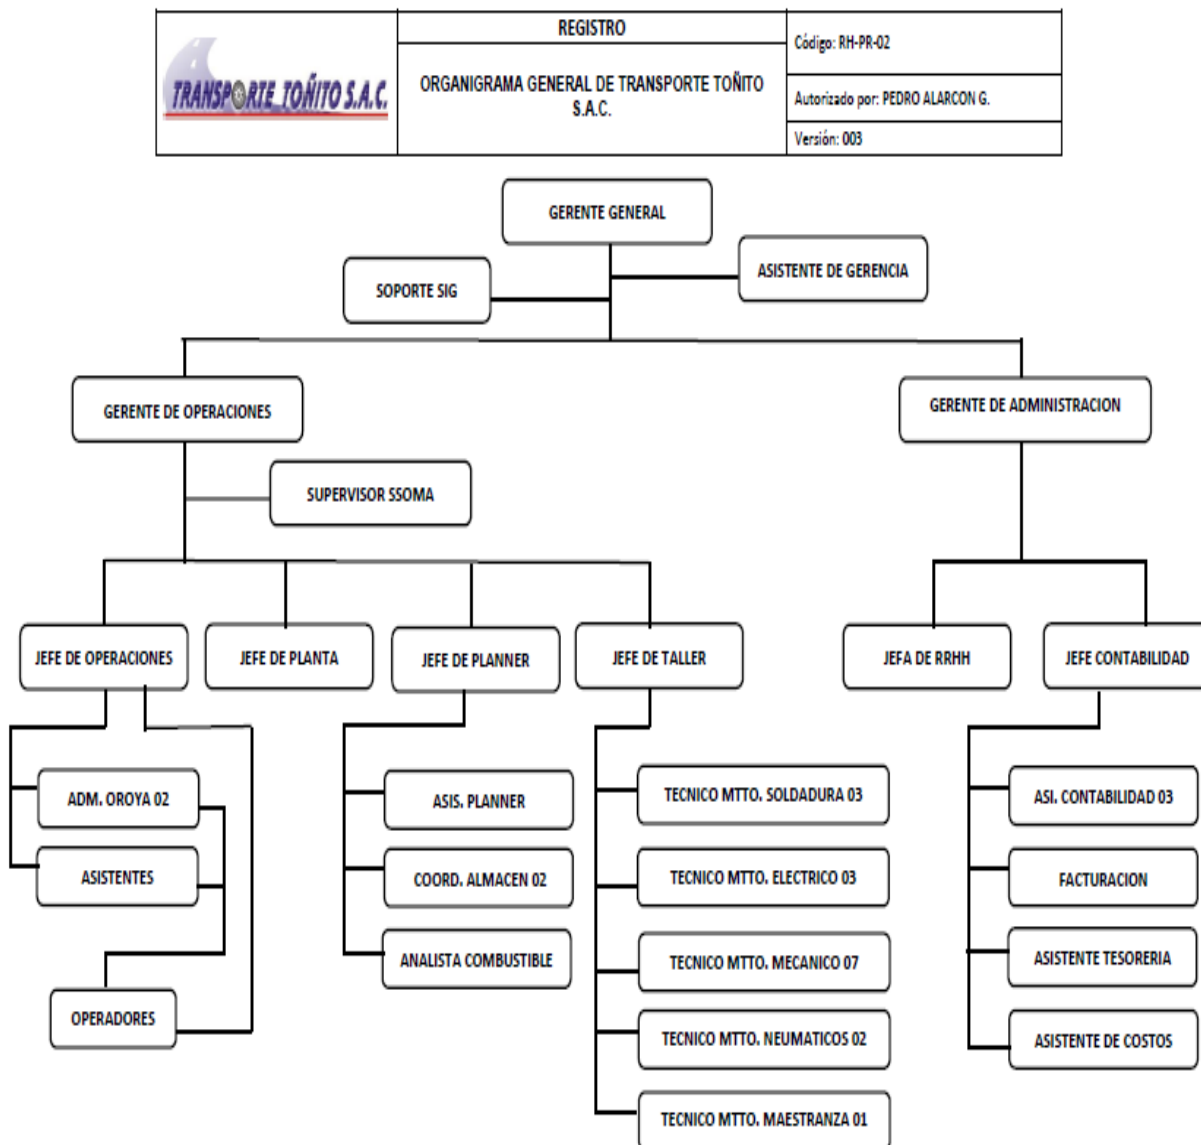 TRANSPORTE TOÑITO S.A.C.
REGISTRO
ORGANIGRAMA GENERAL DE TRANSPORTE TOÑITO
S.A.C.
Código: RH-PR-02
Autorizado por: PEDRO ALARCON G.
Versión: 003
GERENTE GENERAL
ASISTENTE DE GERENCIA
SOPORTE SIG
GERENTE DE OPERACIONES
GERENTE DE ADMINISTRACION
SUPERVISOR SSOMA
JEFE DE OPERACIONES
JEFE DE PLANTA
JEFE DE PLANNER
JEFE DE TALLER
JEFA DE RRHH
JEFE CONTABILIDAD
ADM. OROYA 02
ASISTENTES
OPERADORES
ASIS. PLANNER
COORD. ALMACEN 02
ANALISTA COMBUSTIBLE
TECNICO MTTO. SOLDADURA 03
TECNICO MTTO. ELECTRICO 03
TECNICO MTTO. MECANICO 07
TECNICO MTTO. NEUMATICOS 02
TECNICO MTTO. MAESTRANZA 01
ASI. CONTABILIDAD 03
FACTURACION
ASISTENTE TESORERIA
ASISTENTE DE COSTOS